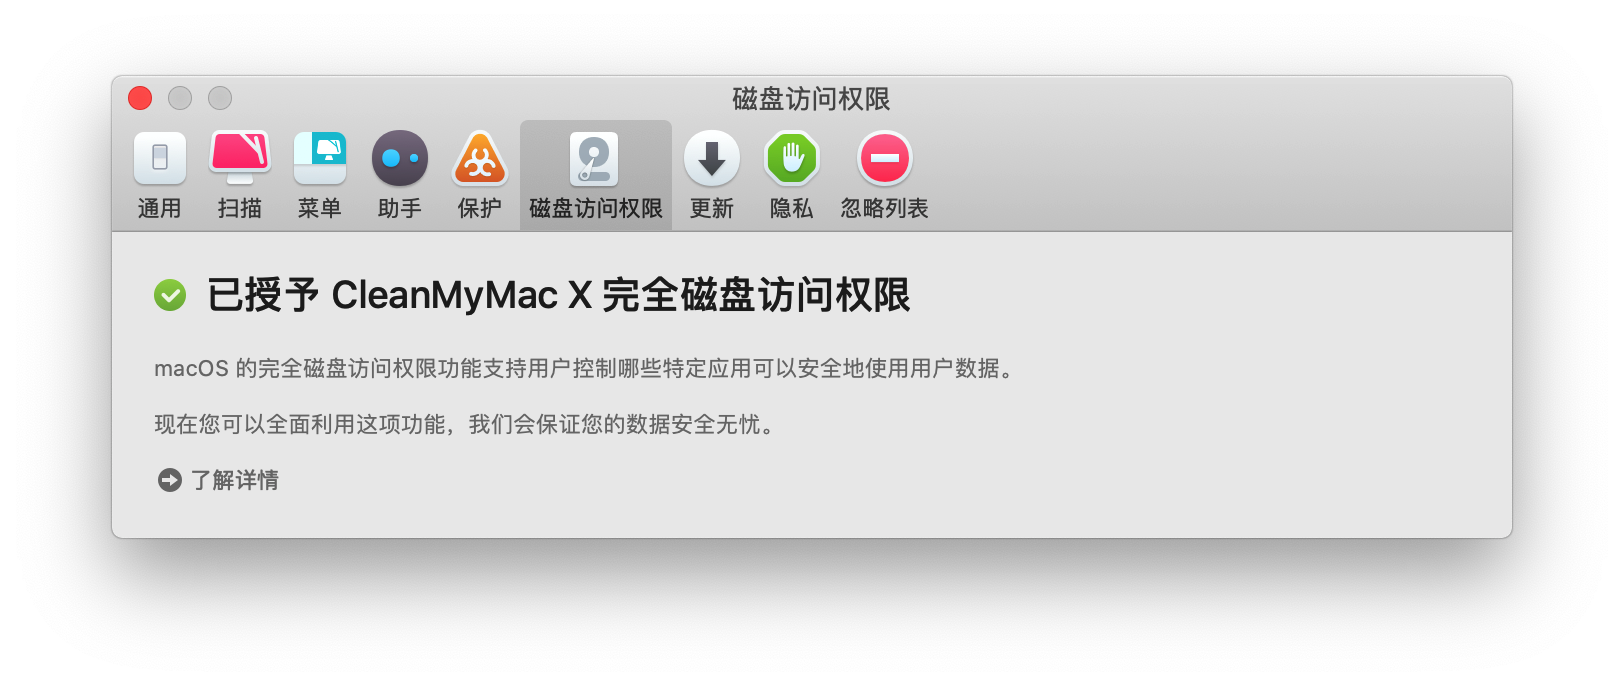 磁盘访问权限
通用 扫描 菜单 助手 保护 磁盘访问权限 更新 隐私 忽略列表
已授予 CleanMyMac X 完全磁盘访问权限
macOS 的完全磁盘访问权限功能支持用户控制哪些特定应用可以安全地使用用户数据。
现在您可以全面利用这项功能，我们会保证您的数据安全无忧。
了解详情